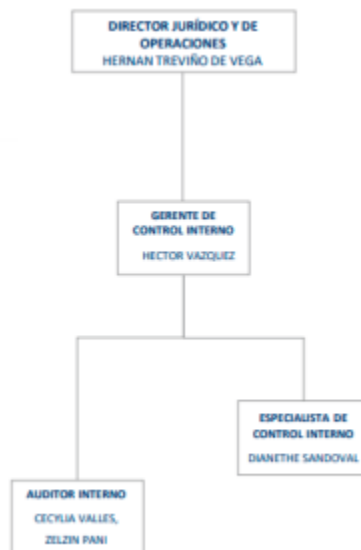 DIRECTOR JURÍDICO Y DE
OPERACIONES
HERNAN TREVIÑO DE VEGA
GERENTE DE
CONTROL INTERNO
HECTOR VAZQUEZ
ESPECIALISTA DE
CONTROL INTERNO
DIANETHE SANDOVAL
AUDITOR INTERNO
CECYLIA VALLES,
ZELZIN PANI